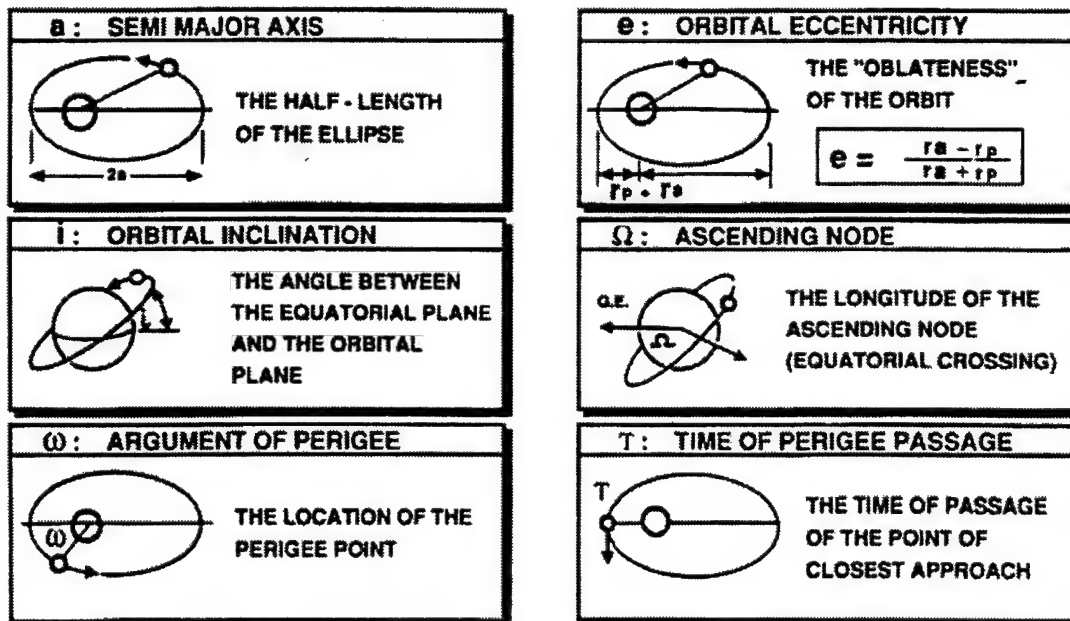 a: SEMI MAJOR AXIS
THE HALF - LENGTH
OF THE ELLIPSE
2a
e: ORBITAL ECCENTRICITY
THE "OBLATENESS"
OF THE ORBIT
e = ra - rp
ra + rp
rp + ra
i: ORBITAL INCLINATION
i
THE ANGLE BETWEEN
THE EQUATORIAL PLANE
AND THE ORBITAL
PLANE
Ω: ASCENDING NODE
G.E.
Ω
THE LONGITUDE OF THE
ASCENDING NODE
(EQUATORIAL CROSSING)
ω: ARGUMENT OF PERIGEE
ω
THE LOCATION OF THE
PERIGEE POINT
T: TIME OF PERIGEE PASSAGE
T
THE TIME OF PASSAGE
OF THE POINT OF
CLOSEST APPROACH